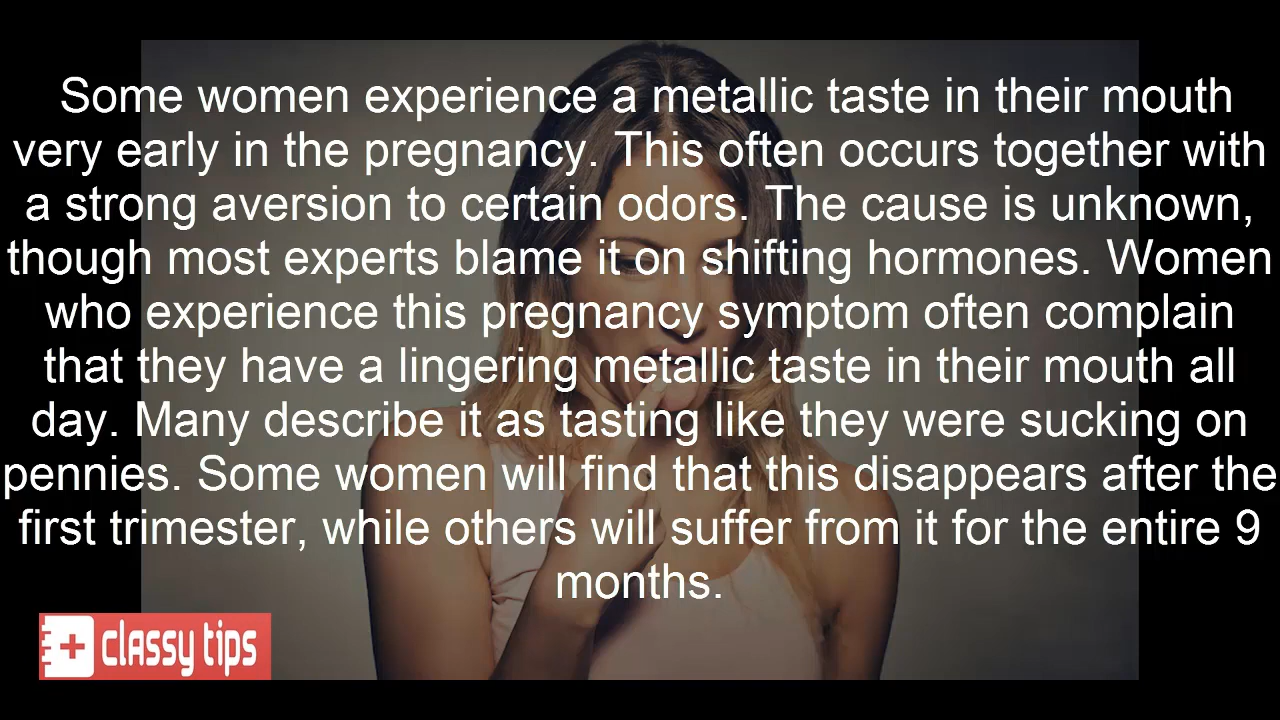 Some women experience a metallic taste in their mouth
very early in the pregnancy. This often occurs together with
a strong aversion to certain odors. The cause is unknown,
though most experts blame it on shifting hormones. Women
who experience this pregnancy symptom often complain
that they have a lingering metallic taste in their mouth all
day. Many describe it as tasting like they were sucking on
pennies. Some women will find that this disappears after the
first trimester, while others will suffer from it for the entire 9
months.
classy tips